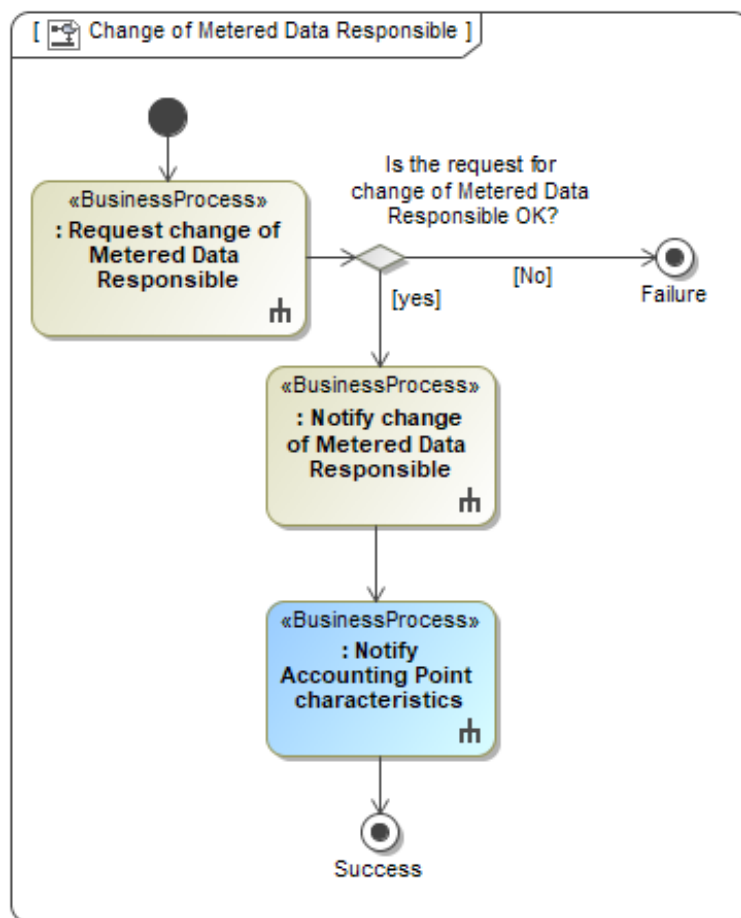 [ Change of Metered Data Responsible ]
«BusinessProcess»
: Request change of
Metered Data
Responsible
Is the request for
change of Metered Data
Responsible OK?
[No]
Failure
[yes]
«BusinessProcess»
: Notify change
of Metered Data
Responsible
«BusinessProcess»
: Notify
Accounting Point
characteristics
Success